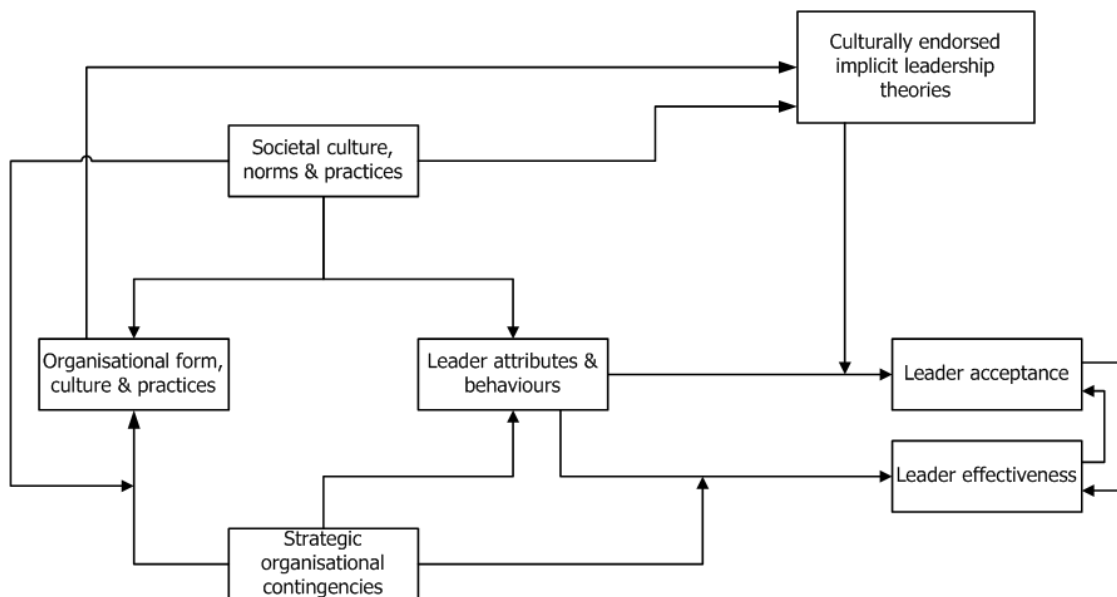 Culturally endorsed
implicit leadership
theories
Societal culture,
norms & practices
Organisational form,
culture & practices
Leader attributes &
behaviours
Leader acceptance
Leader effectiveness
Strategic
organisational
contingencies